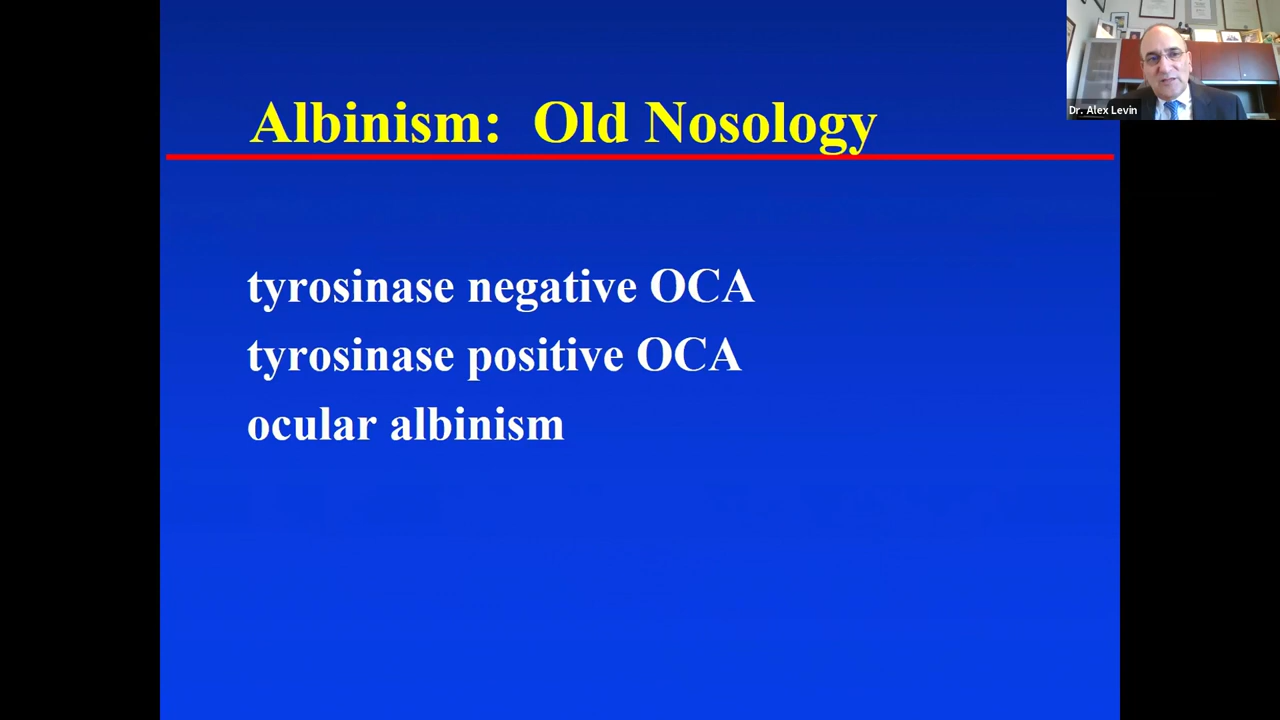 Albinism: Old Nosology
tyrosinase negative OCA
tyrosinase positive OCA
ocular albinism
Dr. Alex Levin